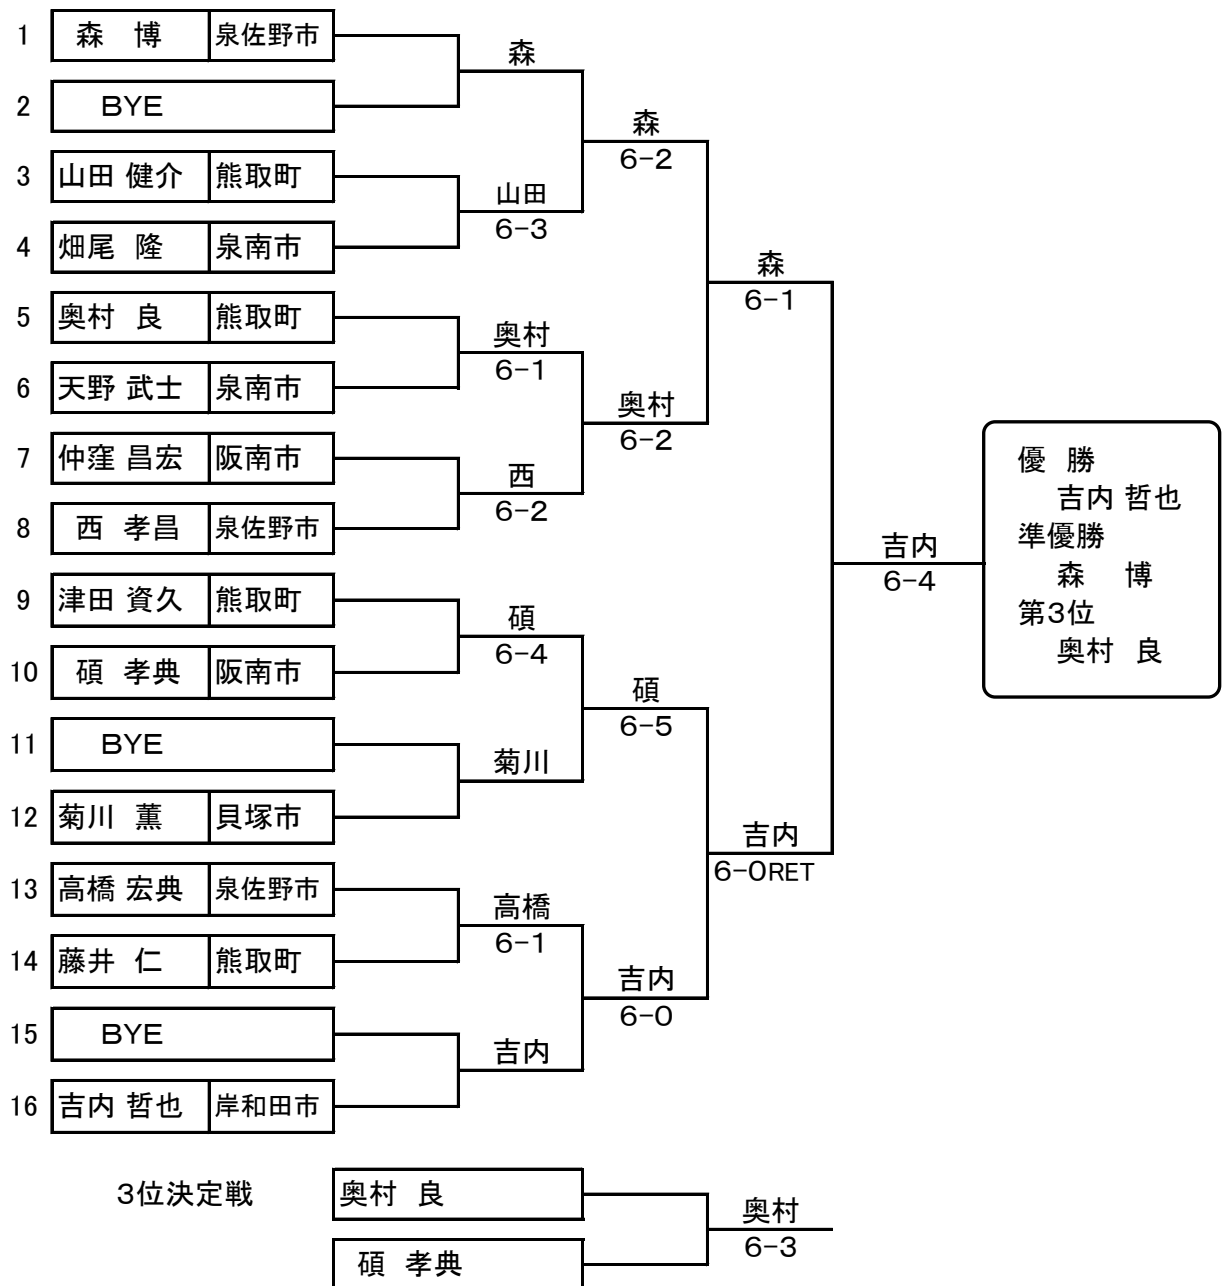 1 森 博 泉佐野市
森
2 BYE
森
6-2
3 山田 健介 熊取町
山田
6-3
4 畑尾 隆 泉南市
森
6-1
5 奥村 良 熊取町
奥村
6-1
6 天野 武士 泉南市
奥村
6-2
7 仲窪 昌宏 阪南市
西
6-2
8 西 孝昌 泉佐野市
吉内
6-4
9 津田 資久 熊取町
碩
6-4
10 碩 孝典 阪南市
碩
6-5
11 BYE
菊川
12 菊川 薫 貝塚市
吉内
6-0RET
13 高橋 宏典 泉佐野市
高橋
6-1
14 藤井 仁 熊取町
吉内
6-0
15 BYE
吉内
16 吉内 哲也 岸和田市
優 勝
吉内 哲也
準優勝
森 博
第3位
奥村 良
3位決定戦
奥村 良
奥村
6-3
碩 孝典